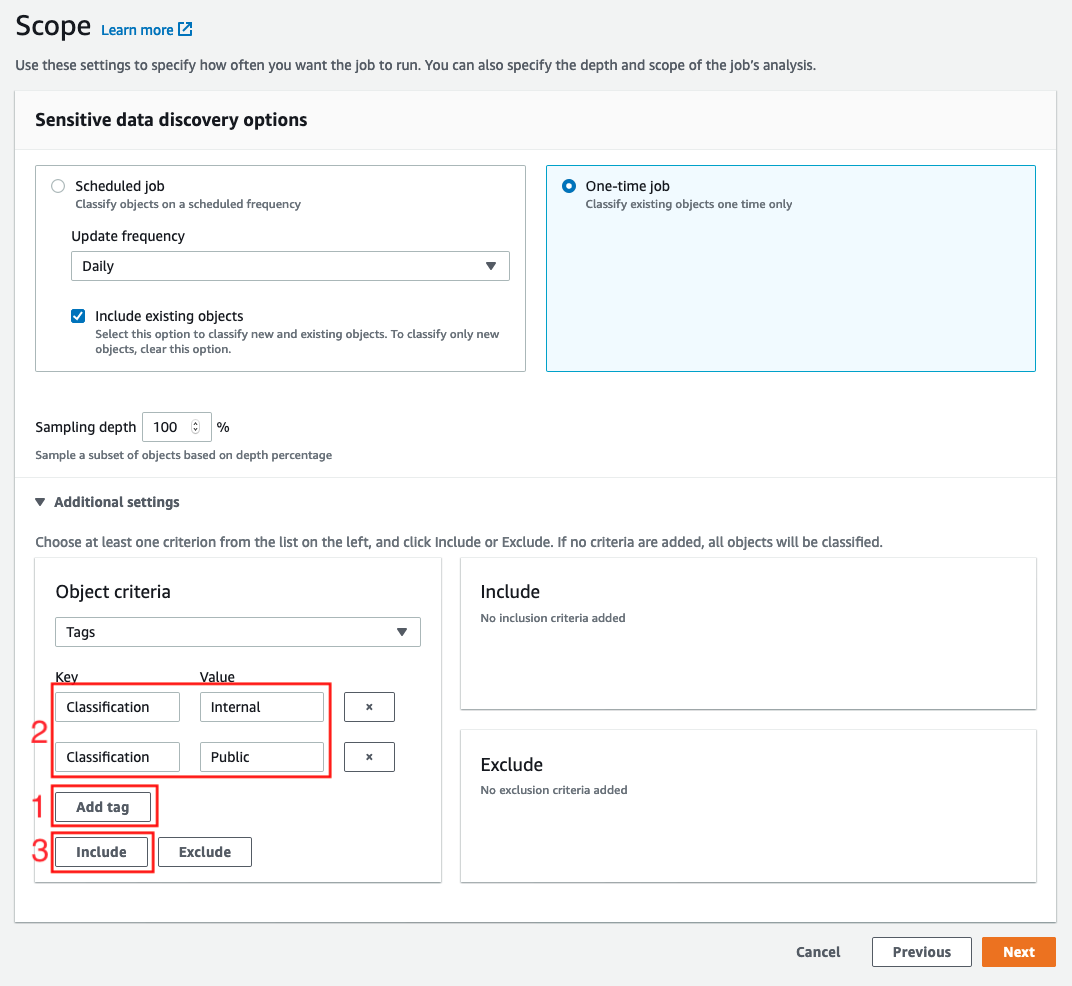 Scope Learn more
Use these settings to specify how often you want the job to run. You can also specify the depth and scope of the job's analysis.
Sensitive data discovery options
Scheduled job
Classify objects on a scheduled frequency
Update frequency
Daily
Include existing objects
Select this option to classify new and existing objects. To classify only new
objects, clear this option.
One-time job
Classify existing objects one time only
Sampling depth 100 %
Sample a subset of objects based on depth percentage
Additional settings
Choose at least one criterion from the list on the left, and click Include or Exclude. If no criteria are added, all objects will be classified.
Object criteria
Tags
Key Value
2
Classification Internal ×
Classification Public ×
1 Add tag
3 Include Exclude
Include
No inclusion criteria added
Exclude
No exclusion criteria added
Cancel Previous Next